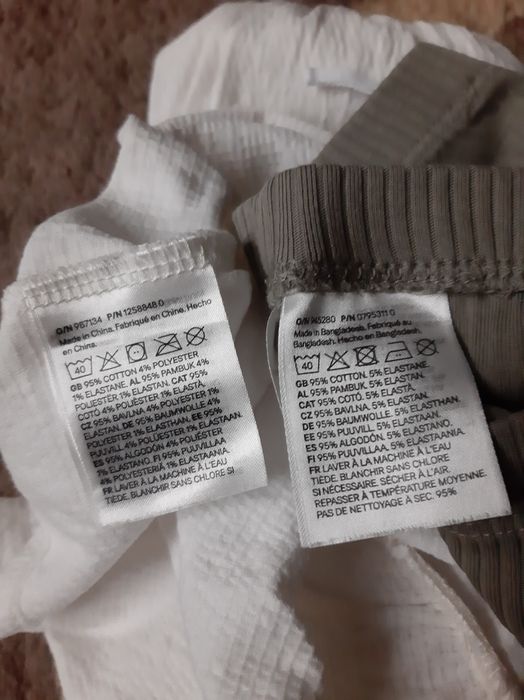 O/N 967134 P/N 1258848 0
Made in China, Fabriqué en Chine, Hecho
en China.
40
GB 95% COTTON 4% POLYESTER
1% ELASTANE. AL 95% PAMBUK 4%
POLIESTËR 1% ELASTAN. CAT 95%
COTÓ 4% POLIÈSTER 1% ELASTÀ.
CZ 95% BAVLNA 4% POLYESTER 1%
ELASTAN. DE 95% BAUMWOLLE 4%
POLYESTER 1% ELASTHAN. EE 95%
PUUVILL 4% POLÜESTER 1% ELASTAAN.
ES 95% ALGODÓN 4% POLIÉSTER
1% ELASTANO. FI 95% PUUVILLAA
4% POLYESTERIÄ 1% ELASTAANIA.
FR LAVER À LA MACHINE À L'EAU
TIÈDE. BLANCHIR SANS CHLORE SI
O/N 145280 P/N 0795311 0
Made in Bangladesh, Fabriqué au
Bangladesh, Hecho en Bangladesh.
40
GB 95% COTTON. 5% ELASTANE.
AL 95% PAMBUK. 5% ELASTAN.
CAT 95% COTÓ. 5% ELASTÀ.
CZ 95% BAVLNA. 5% ELASTAN.
DE 95% BAUMWOLLE. 5% ELASTHAN.
EE 95% PUUVILL. 5% ELASTAAN.
ES 95% ALGODÓN. 5% ELASTANO.
FI 95% PUUVILLAA. 5% ELASTAANIA.
FR LAVER À LA MACHINE À L'EAU
TIÈDE. BLANCHIR SANS CHLORE
SI NÉCESSAIRE. SÉCHER À L'AIR.
REPASSER À TEMPÉRATURE MOYENNE.
PAS DE NETTOYAGE À SEC. 95%